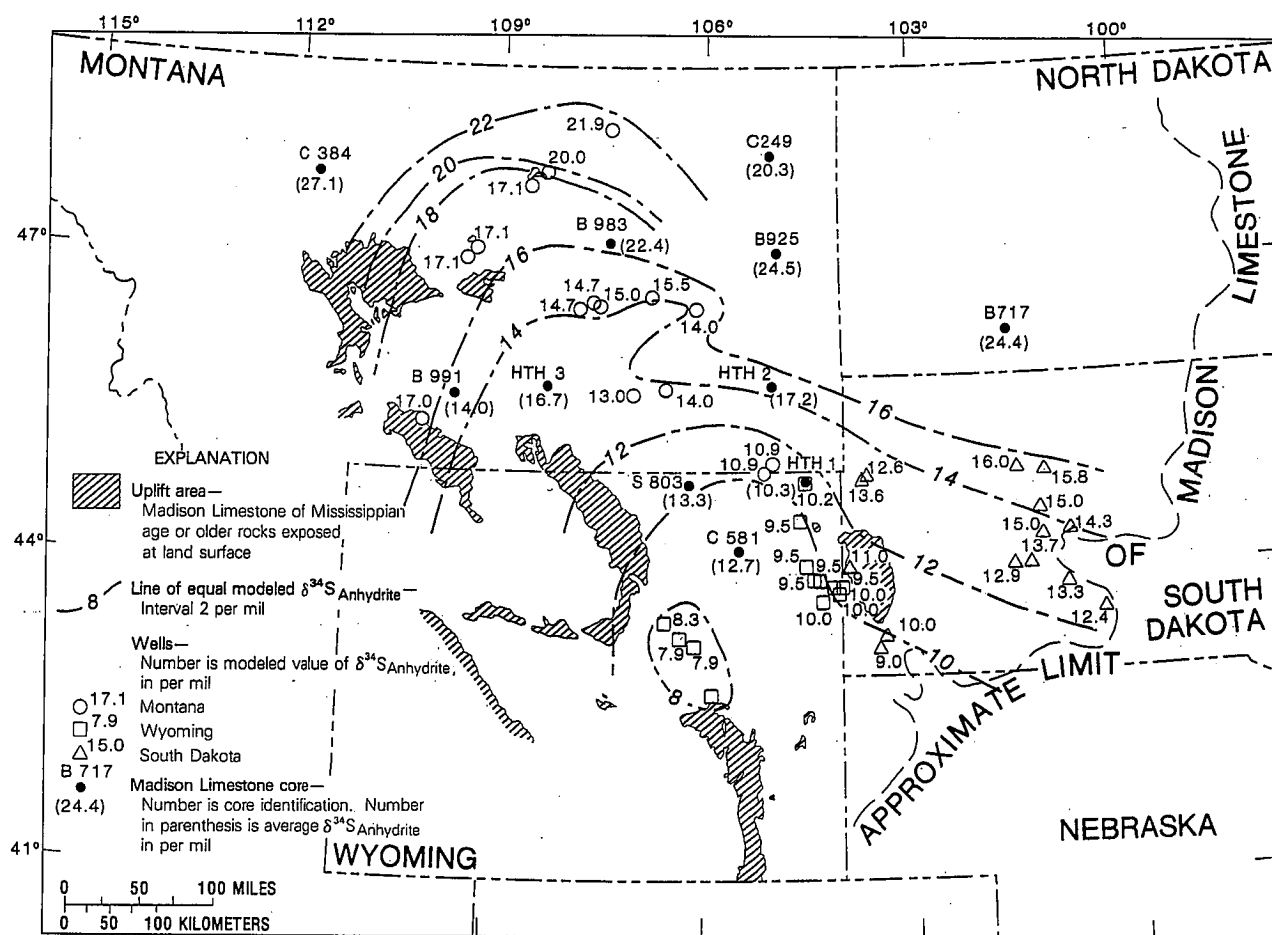 115° 112° 109° 106° 103° 100°
MONTANA
NORTH DAKOTA
22
21.9
C 384
(27.1)
20
20.0
C249
(20.3)
17.1
18
LIMESTONE
47°
17.1
17.1
B 983
(22.4)
B925
(24.5)
16
14.7
15.0
15.5
14.7
14.0
B717
(24.4)
14
B 991
(14.0)
HTH 3
(16.7)
HTH 2
(17.2)
17.0
13.0
14.0
16
MADISON
12
10.9
10.9
HTH 1
(10.3)
10.2
12.6
13.6
14
16.0
15.8
S 803
(13.3)
15.0
15.0
14.3
13.7
12.9
13.3
12.4
44°
9.5
C 581
(12.7)
9.5
9.5
9.5
11.0
9.5
10.0
10.0
10.0
12
OF
SOUTH
DAKOTA
10.0
9.0
10
LIMIT
8.3
7.9
7.9
8
APPROXIMATE
NEBRASKA
WYOMING
41°
EXPLANATION
Uplift area—
Madison Limestone of Mississippian
age or older rocks exposed
at land surface
8
Line of equal modeled δ³⁴S Anhydrite—
Interval 2 per mil
Wells—
Number is modeled value of δ³⁴S Anhydrite,
in per mil
17.1 Montana
7.9 Wyoming
15.0 South Dakota
B 717
(24.4)
Madison Limestone core—
Number is core identification. Number
in parenthesis is average δ³⁴S Anhydrite
in per mil
0 50 100 MILES
0 50 100 KILOMETERS